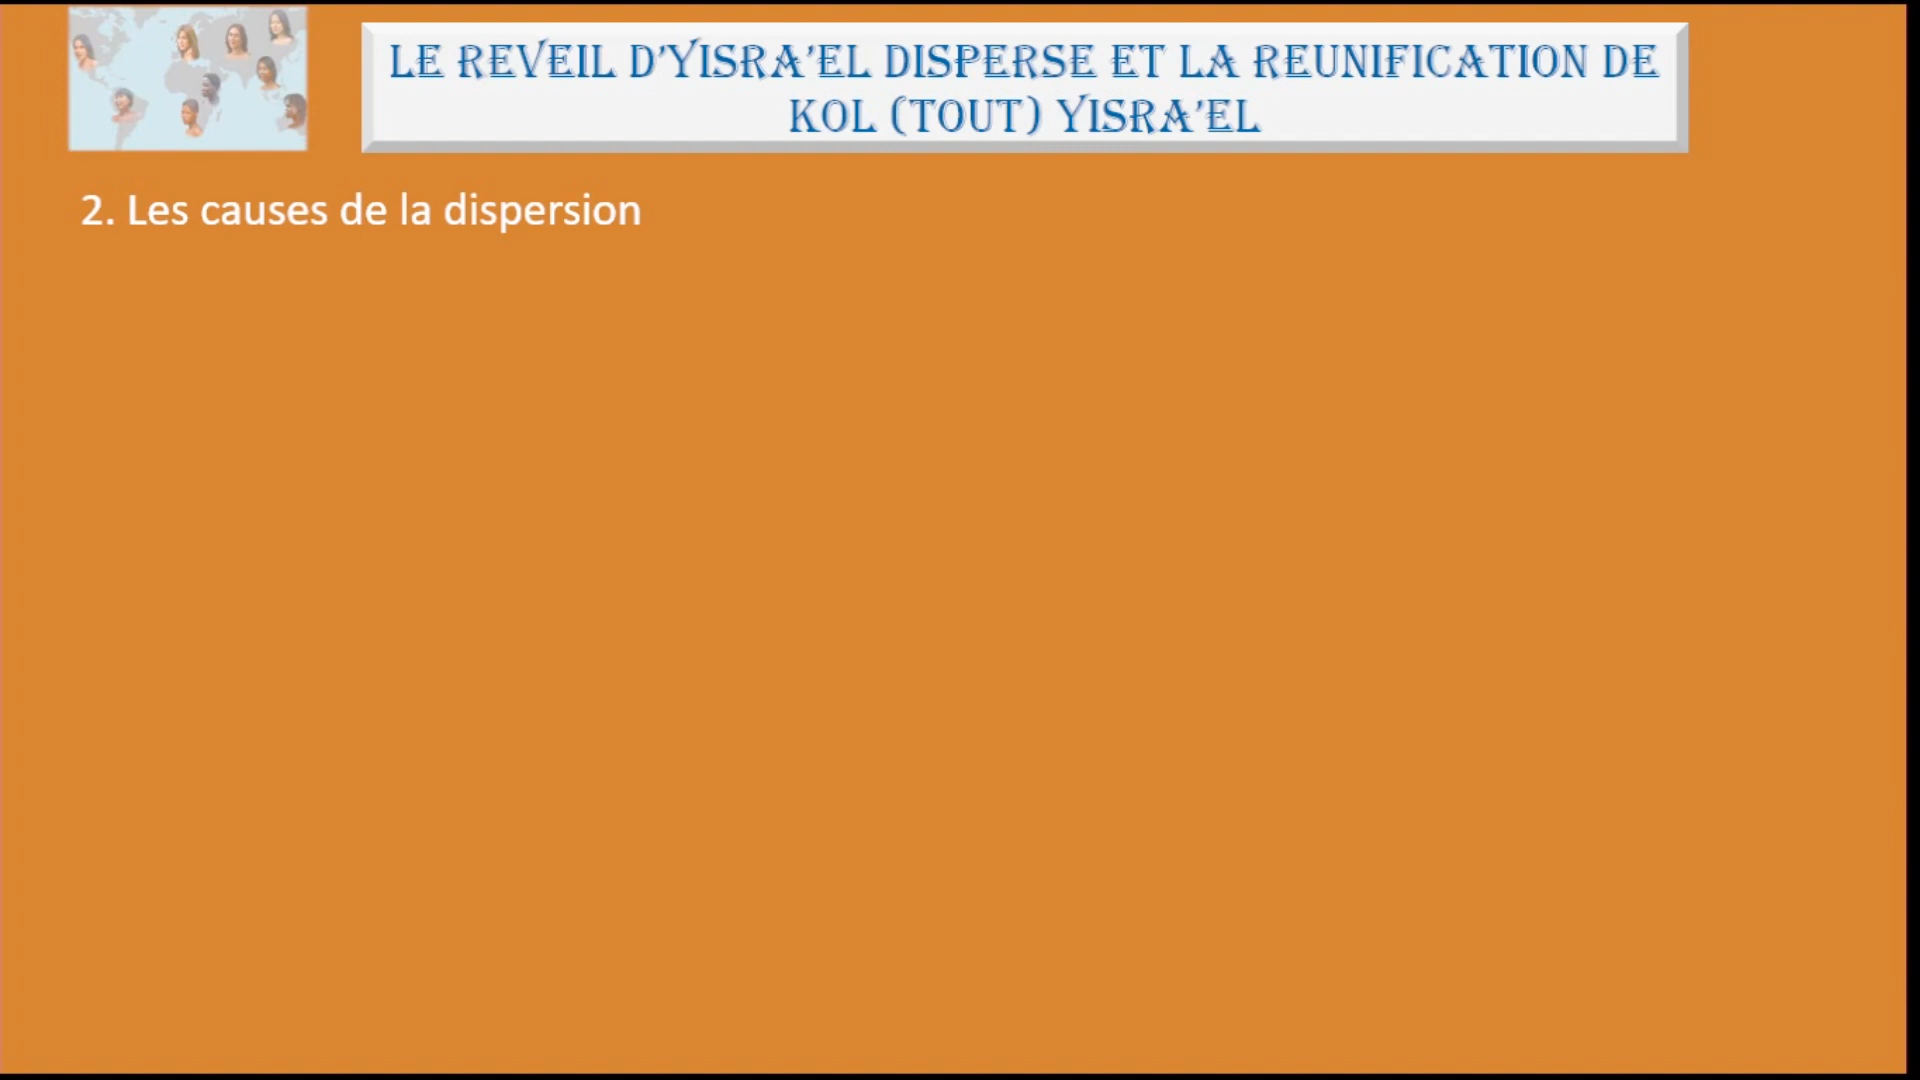 LE REVEIL D'YISRA'EL DISPERSE ET LA REUNIFICATION DE
KOL (TOUT) YISRA'EL
2. Les causes de la dispersion